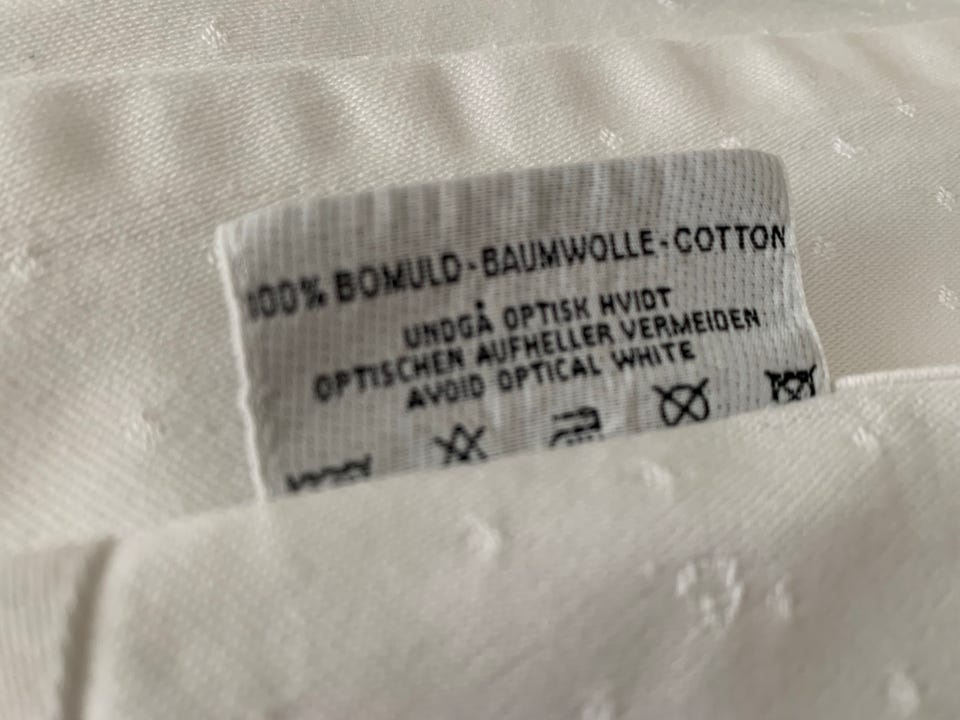 100% BOMULD - BAUMWOLLE - COTTON
UNDGÅ OPTISK HVIDT
OPTISCHEN AUFHELLER VERMEIDEN
AVOID OPTICAL WHITE